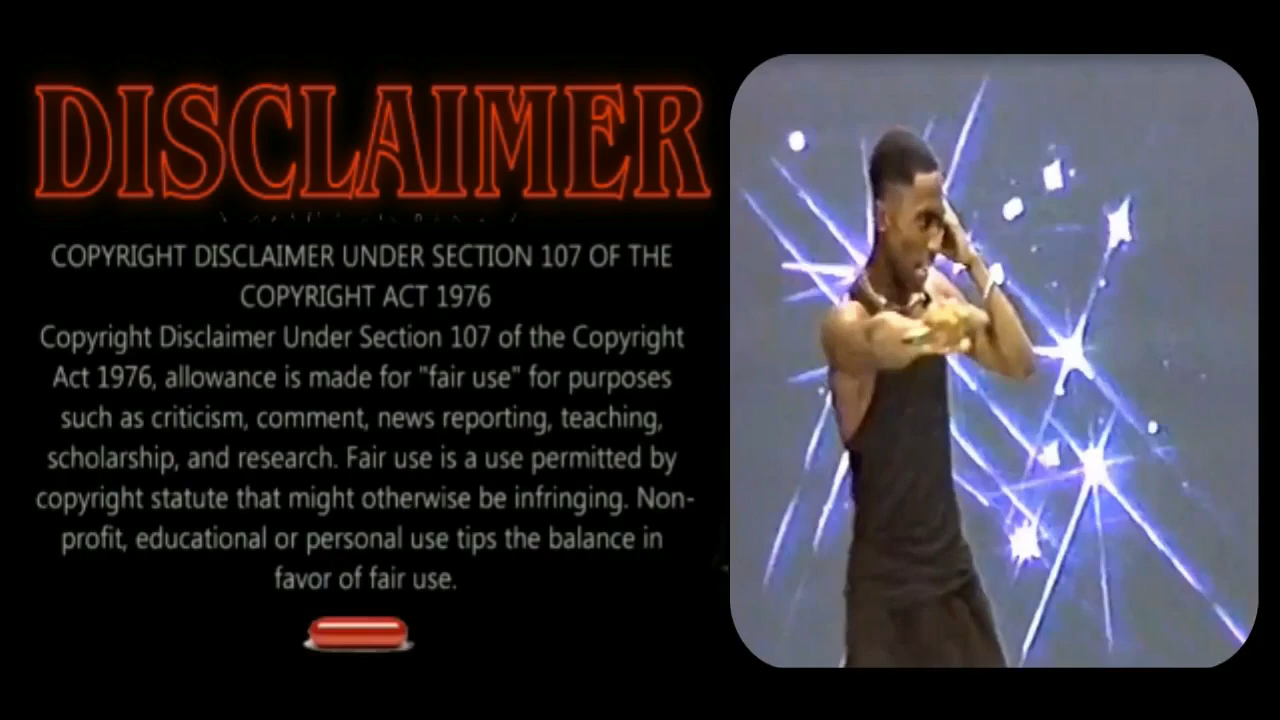 DISCLAIMER
COPYRIGHT DISCLAIMER UNDER SECTION 107 OF THE
COPYRIGHT ACT 1976
Copyright Disclaimer Under Section 107 of the Copyright
Act 1976, allowance is made for "fair use" for purposes
such as criticism, comment, news reporting, teaching,
scholarship, and research. Fair use is a use permitted by
copyright statute that might otherwise be infringing. Non-
profit, educational or personal use tips the balance in
favor of fair use.